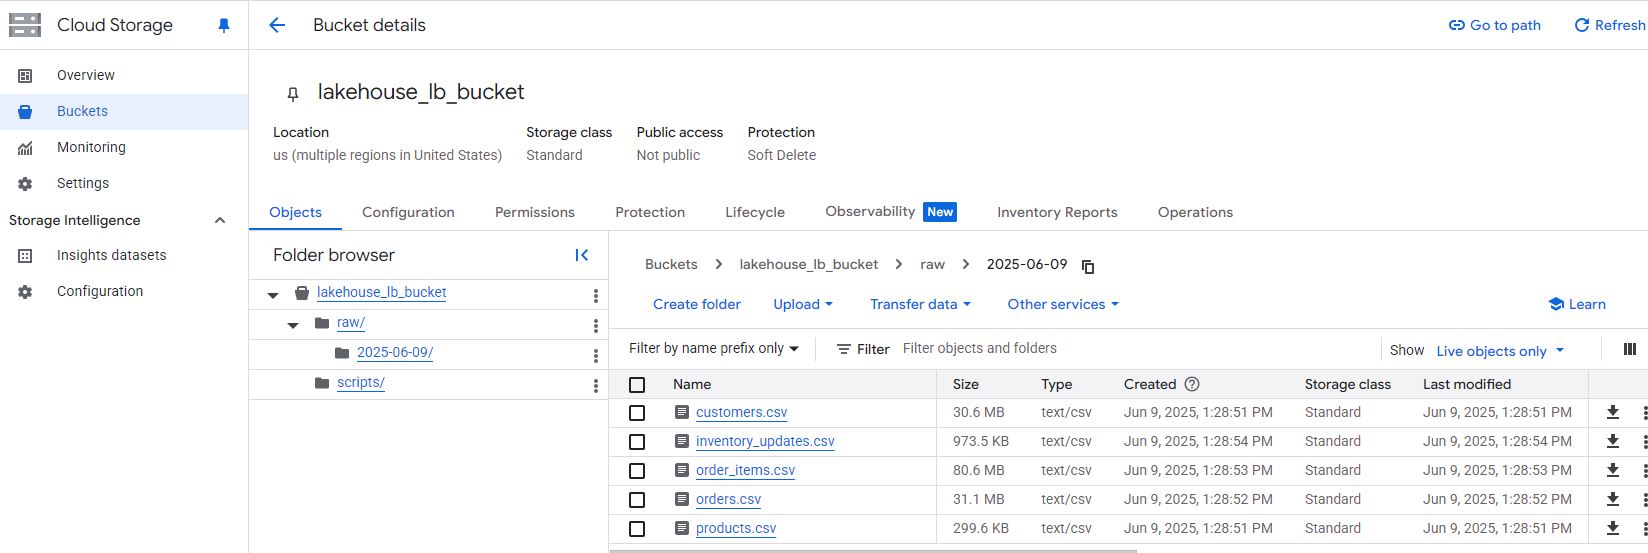 Cloud Storage
Bucket details
Go to path
Refresh
Overview
Buckets
Monitoring
Settings
Storage Intelligence
Insights datasets
Configuration
lakehouse_lb_bucket
Location Storage class Public access Protection
us (multiple regions in United States) Standard Not public Soft Delete
Objects Configuration Permissions Protection Lifecycle Observability New Inventory Reports Operations
Folder browser
lakehouse_lb_bucket
raw/
2025-06-09/
scripts/
Buckets > lakehouse_lb_bucket > raw > 2025-06-09
Create folder Upload Transfer data Other services Learn
Filter by name prefix only Filter Filter objects and folders Show Live objects only
Name Size Type Created Storage class Last modified
customers.csv 30.6 MB text/csv Jun 9, 2025, 1:28:51 PM Standard Jun 9, 2025, 1:28:51 PM
inventory_updates.csv 973.5 KB text/csv Jun 9, 2025, 1:28:54 PM Standard Jun 9, 2025, 1:28:54 PM
order_items.csv 80.6 MB text/csv Jun 9, 2025, 1:28:53 PM Standard Jun 9, 2025, 1:28:53 PM
orders.csv 31.1 MB text/csv Jun 9, 2025, 1:28:52 PM Standard Jun 9, 2025, 1:28:52 PM
products.csv 299.6 KB text/csv Jun 9, 2025, 1:28:51 PM Standard Jun 9, 2025, 1:28:51 PM